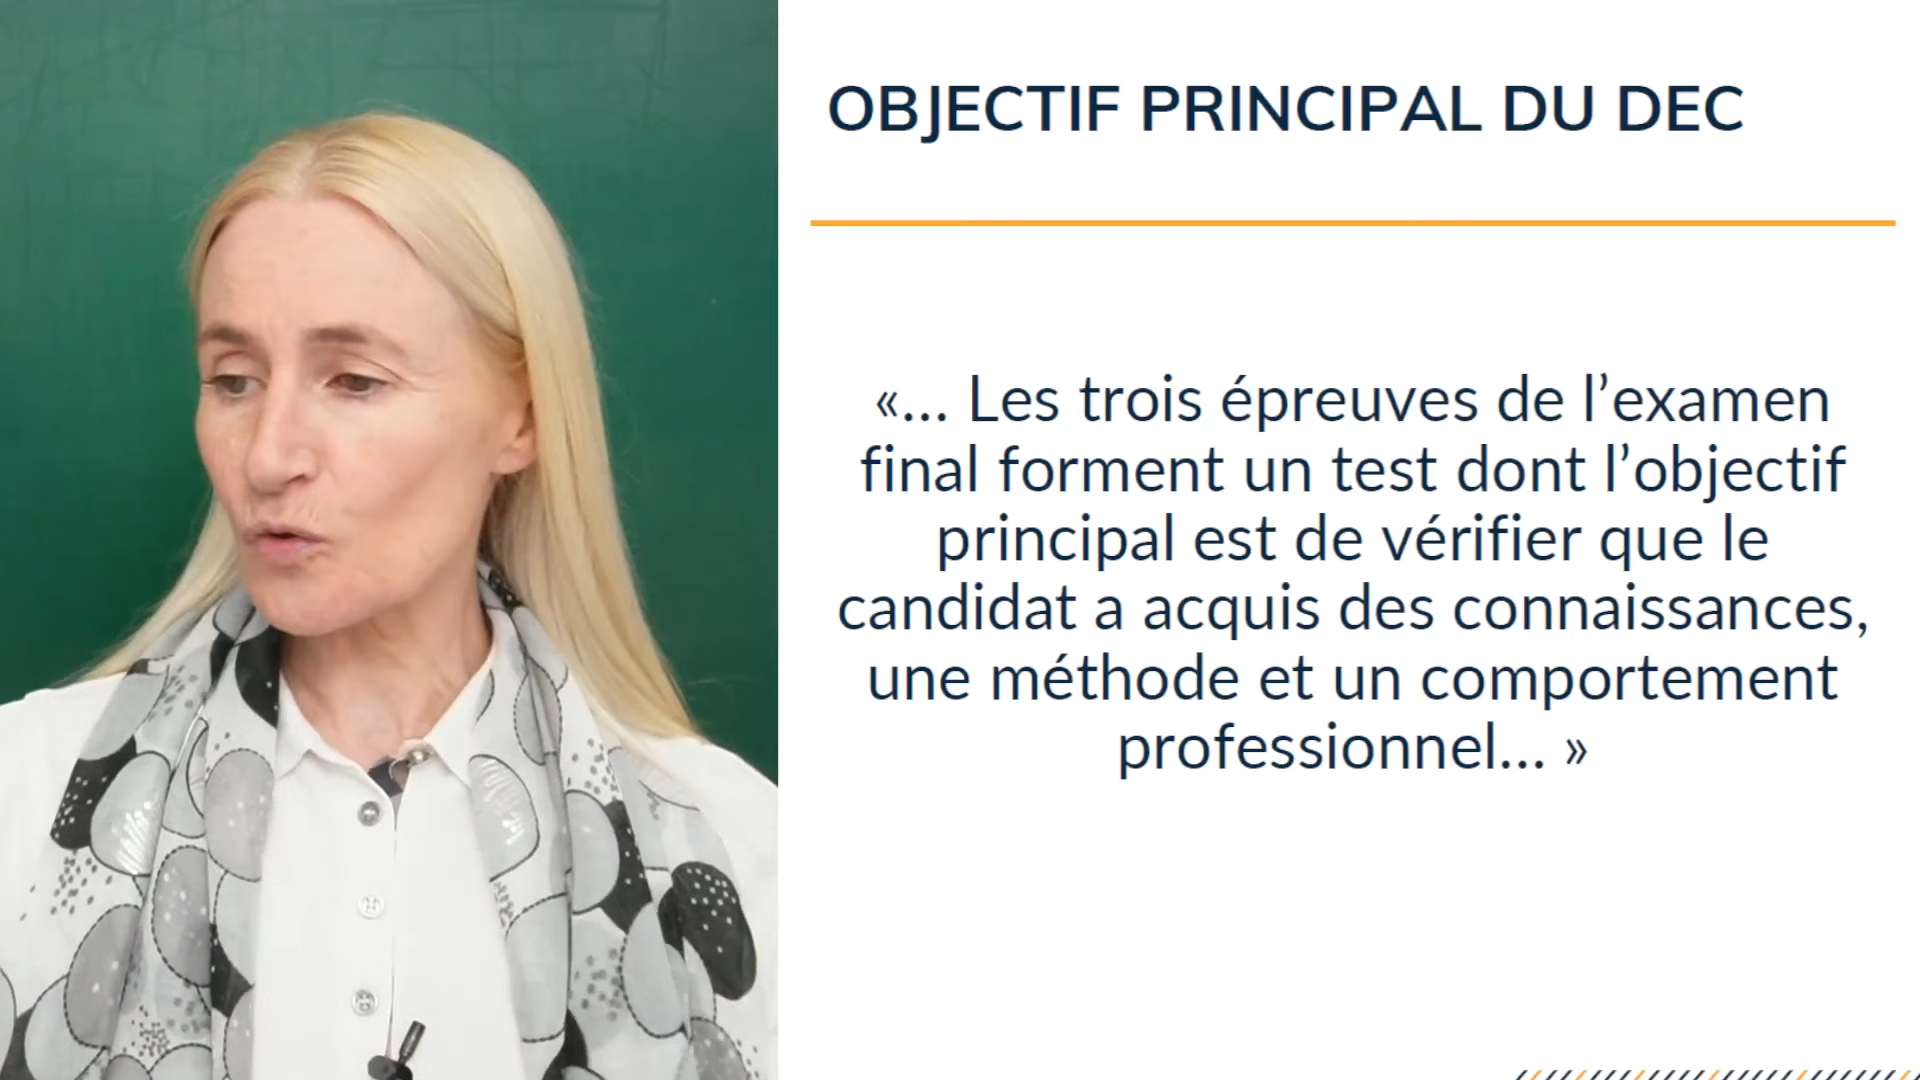 OBJECTIF PRINCIPAL DU DEC
«... Les trois épreuves de l’examen
final forment un test dont l’objectif
principal est de vérifier que le
candidat a acquis des connaissances,
une méthode et un comportement
professionnel... »